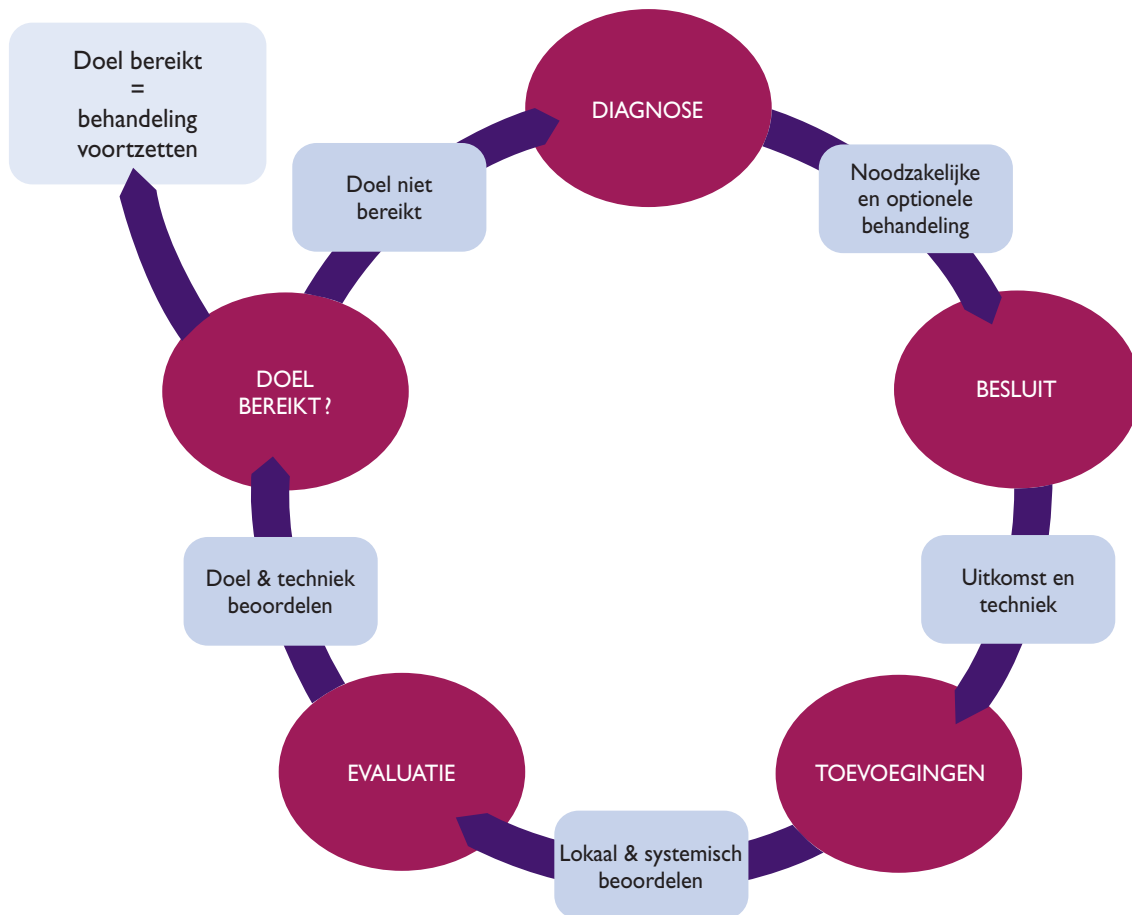 Doel bereikt
=
behandeling
voortzetten
DIAGNOSE
Doel niet
bereikt
Noodzakelijke
en optionele
behandeling
DOEL
BEREIKT?
BESLUIT
Doel & techniek
beoordelen
Uitkomst en
techniek
EVALUATIE
TOEVOEGINGEN
Lokaal & systemisch
beoordelen